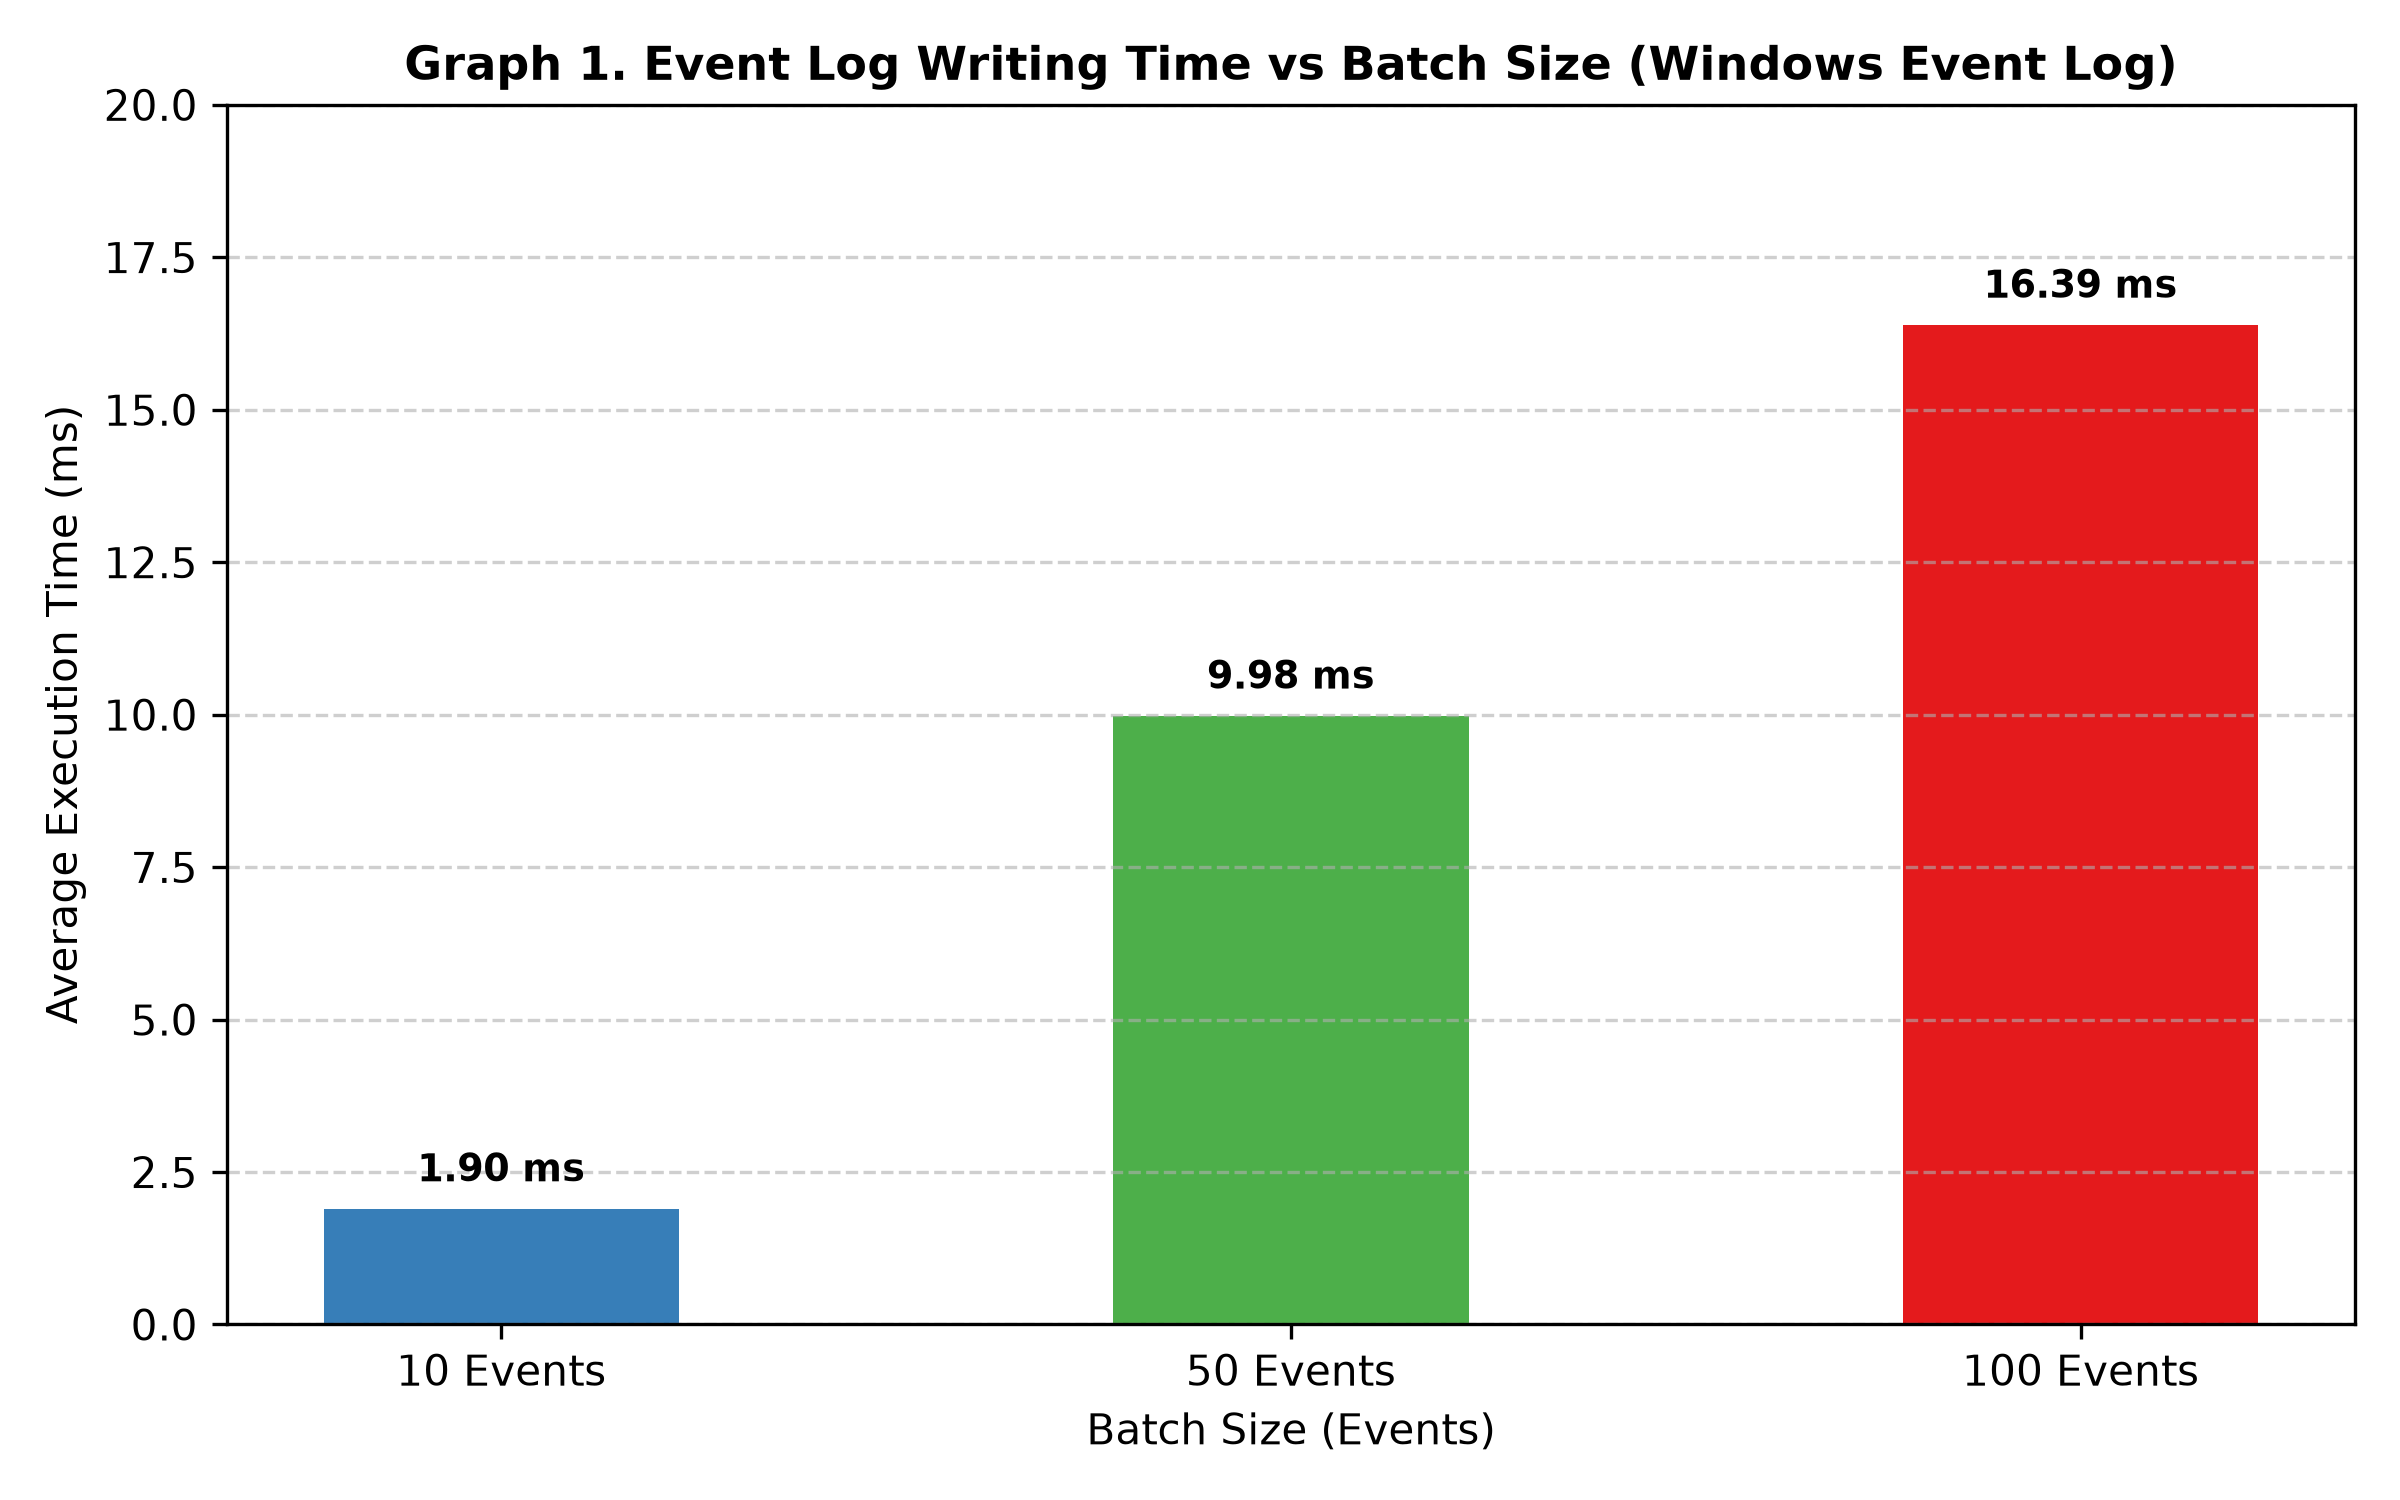 Graph 1. Event Log Writing Time vs Batch Size (Windows Event Log)
20.0
17.5
15.0
12.5
10.0
7.5
5.0
2.5
0.0
Average Execution Time (ms)
1.90 ms
9.98 ms
16.39 ms
10 Events
50 Events
100 Events
Batch Size (Events)